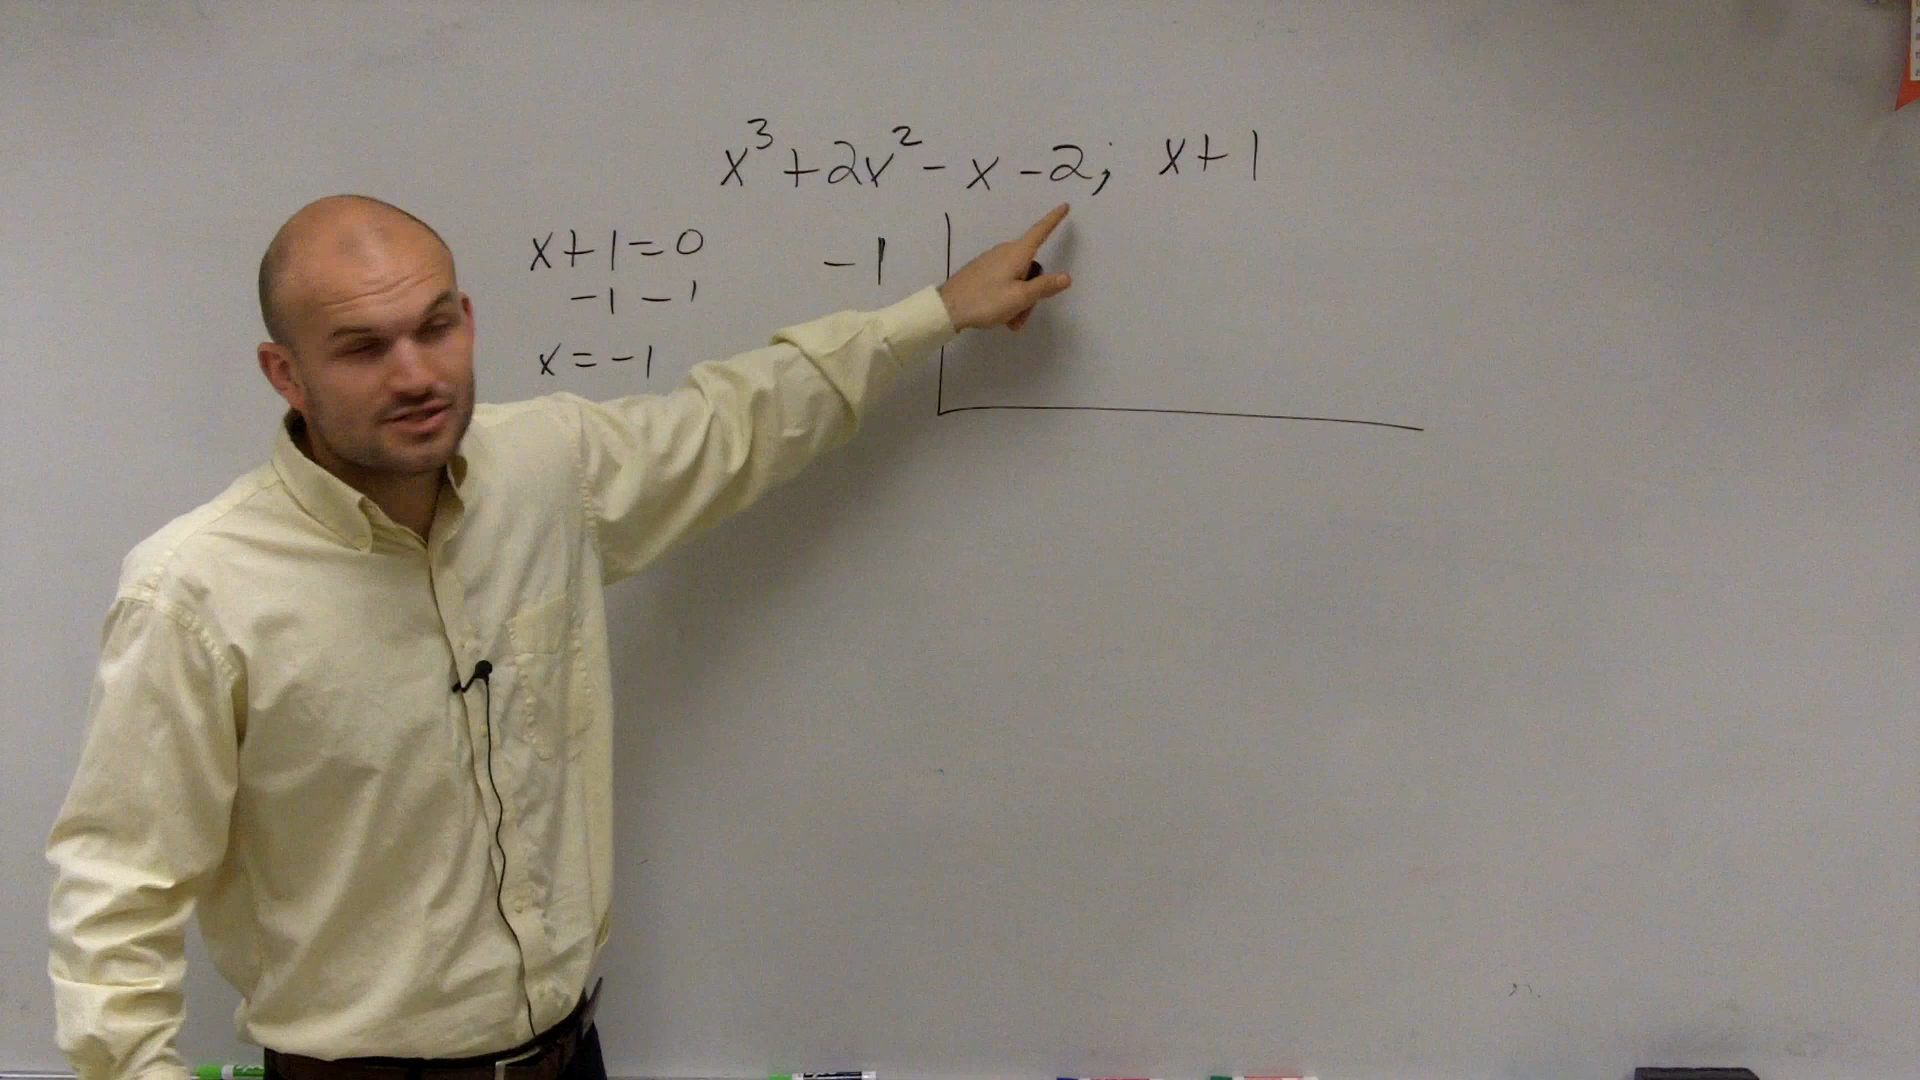 x³ + 2x² - x - 2; x + 1
x + 1 = 0
-1 -1
x = -1
-1